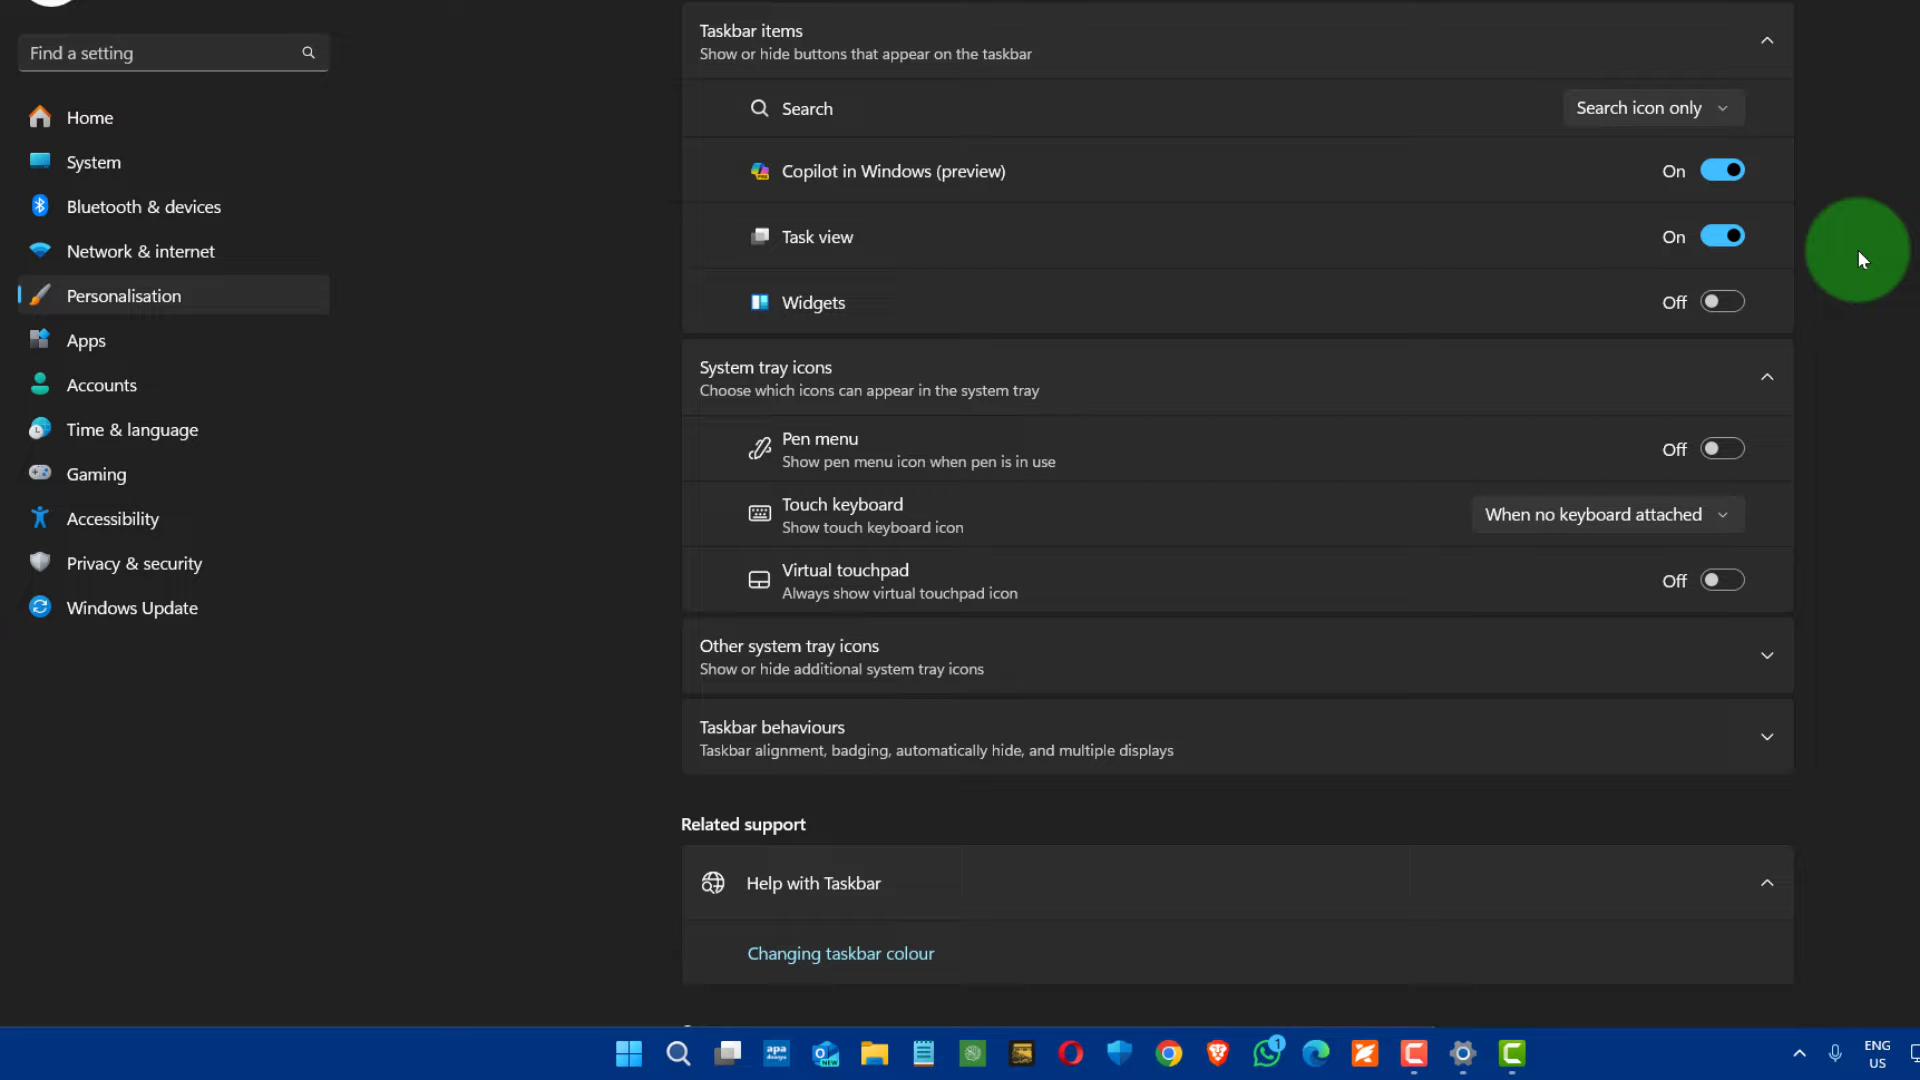 Find a setting
Home
System
Bluetooth & devices
Network & internet
Personalisation
Apps
Accounts
Time & language
Gaming
Accessibility
Privacy & security
Windows Update
Taskbar items
Show or hide buttons that appear on the taskbar
Search
Search icon only
Copilot in Windows (preview)
On
Task view
On
Widgets
Off
System tray icons
Choose which icons can appear in the system tray
Pen menu
Show pen menu icon when pen is in use
Off
Touch keyboard
Show touch keyboard icon
When no keyboard attached
Virtual touchpad
Always show virtual touchpad icon
Off
Other system tray icons
Show or hide additional system tray icons
Taskbar behaviours
Taskbar alignment, badging, automatically hide, and multiple displays
Related support
Help with Taskbar
Changing taskbar colour
apa
NEW
1
ENG
US